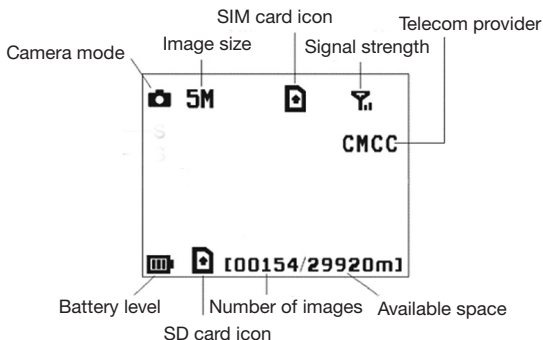 SIM card icon
Telecom provider
Image size
Signal strength
Camera mode
5M
CMCC
[00154/29920m]
Battery level
Number of images
Available space
SD card icon